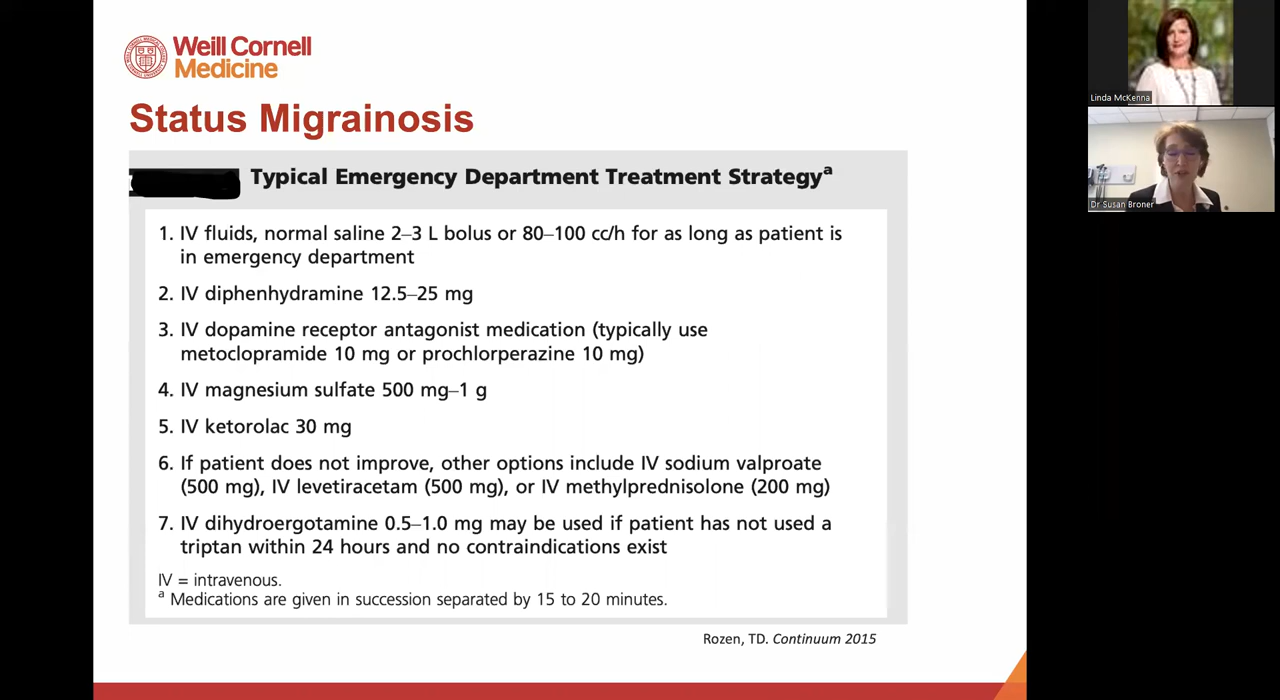 Weill Cornell
Medicine
Status Migrainosis
Typical Emergency Department Treatment Strategyª
1. IV fluids, normal saline 2–3 L bolus or 80–100 cc/h for as long as patient is
in emergency department
2. IV diphenhydramine 12.5–25 mg
3. IV dopamine receptor antagonist medication (typically use
metoclopramide 10 mg or prochlorperazine 10 mg)
4. IV magnesium sulfate 500 mg–1 g
5. IV ketorolac 30 mg
6. If patient does not improve, other options include IV sodium valproate
(500 mg), IV levetiracetam (500 mg), or IV methylprednisolone (200 mg)
7. IV dihydroergotamine 0.5–1.0 mg may be used if patient has not used a
triptan within 24 hours and no contraindications exist
IV = intravenous.
ª Medications are given in succession separated by 15 to 20 minutes.
Rozen, TD. Continuum 2015
Linda McKenna
Dr Susan Broner